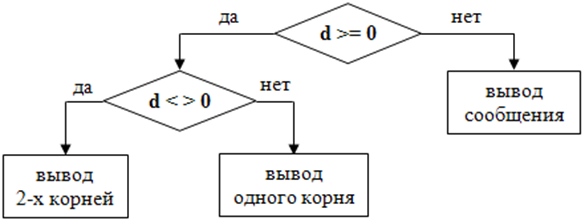 да
d >= 0
нет
да
d < > 0
нет
вывод
сообщения
вывод
2-х корней
вывод
одного корня